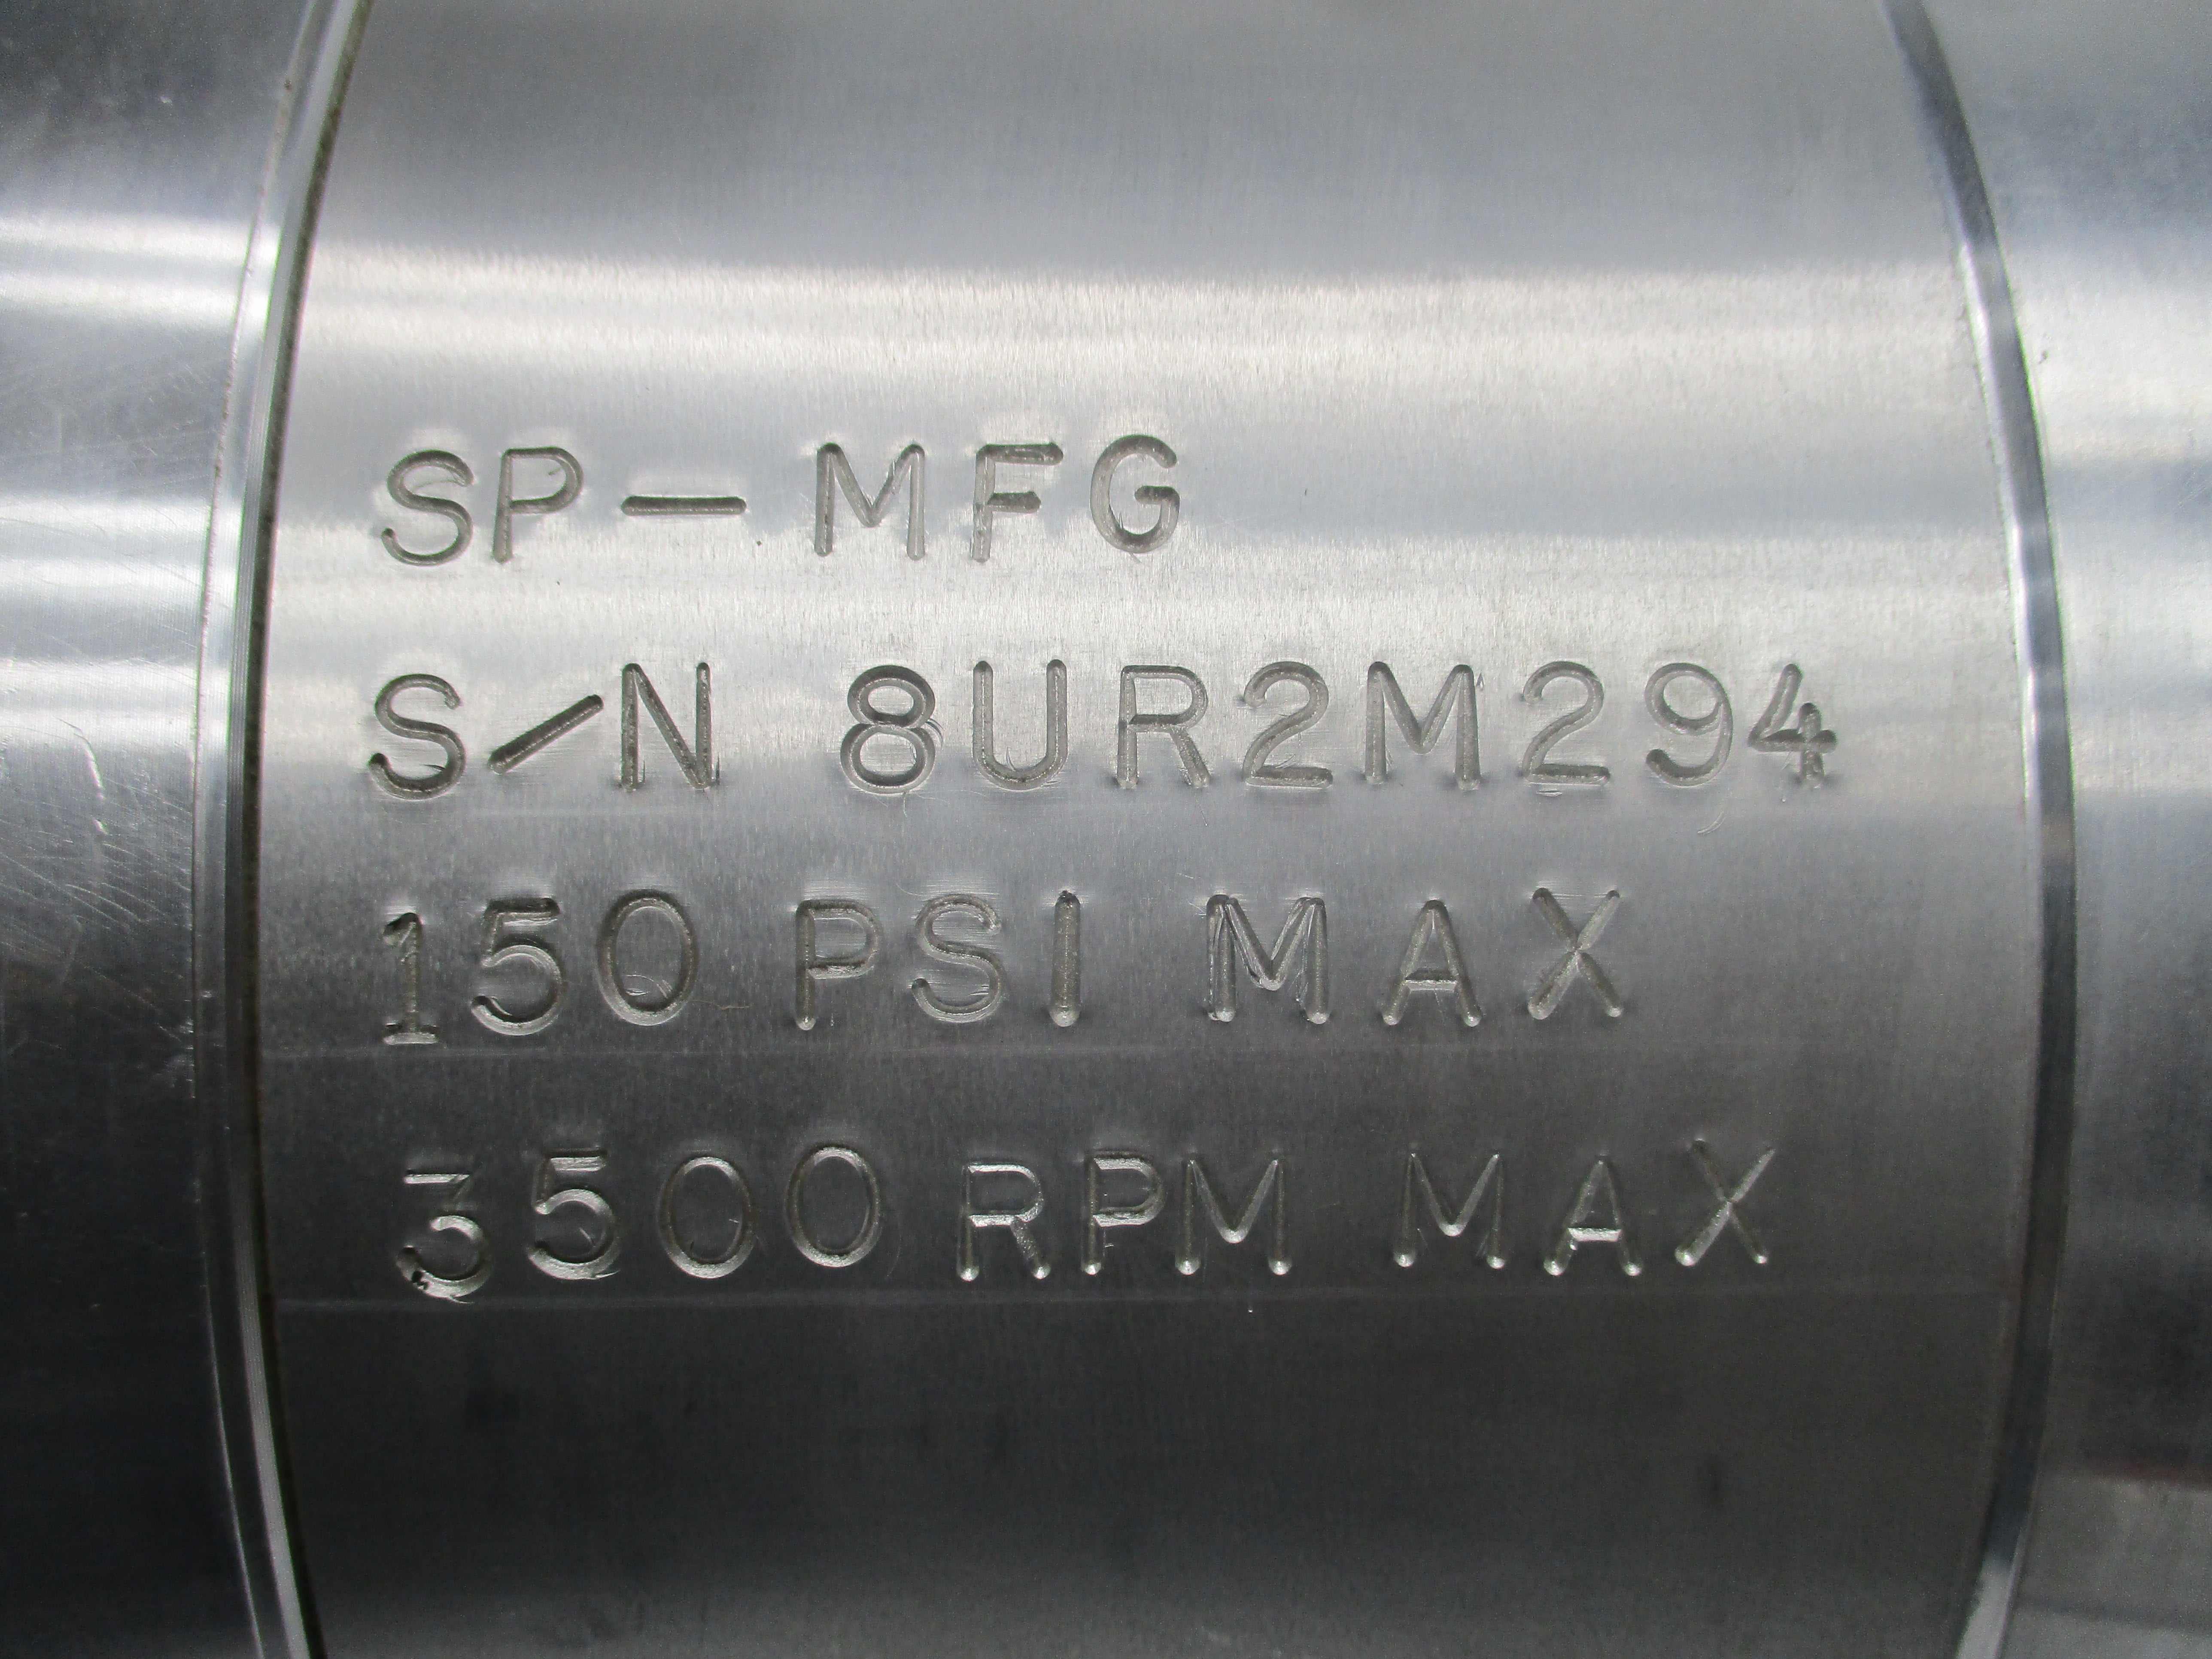 SP-MFG
S/N 8UR2M294
150 PSI MAX
3500 RPM MAX